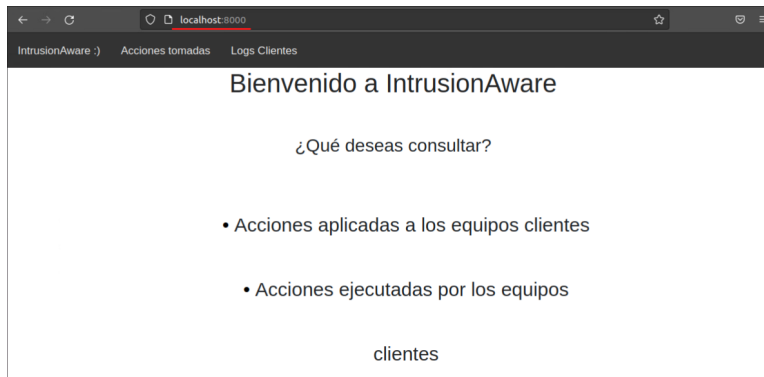 localhost:8000
IntrusionAware :) Acciones tomadas Logs Clientes
Bienvenido a IntrusionAware
¿Qué deseas consultar?
• Acciones aplicadas a los equipos clientes
• Acciones ejecutadas por los equipos
clientes